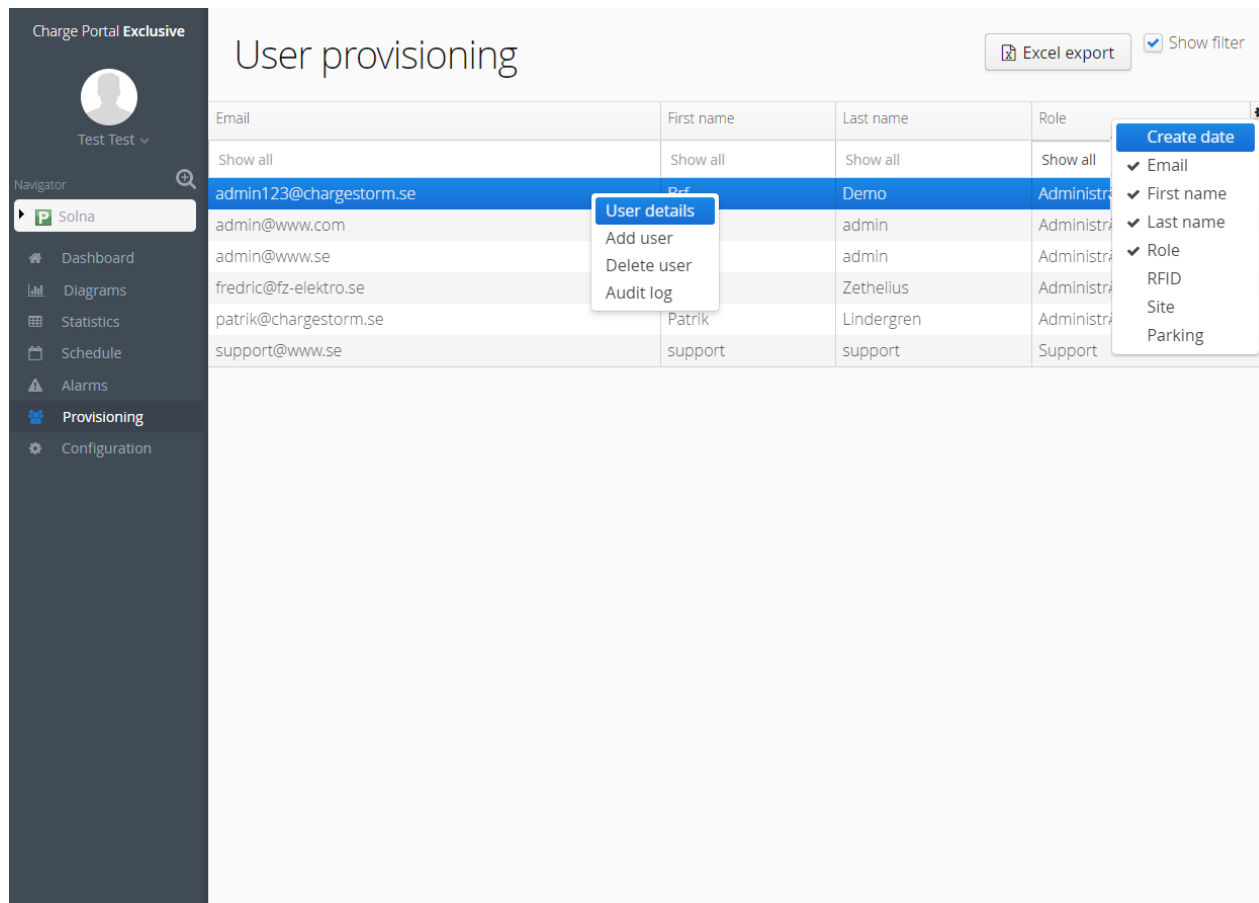 Charge Portal Exclusive
Test Test
Navigator
Solna
Dashboard
Diagrams
Statistics
Schedule
Alarms
Provisioning
Configuration
User provisioning
Excel export
Show filter
Email First name Last name Role
Show all Show all Show all Show all
admin123@chargestorm.se Brf Demo
admin@www.com admin
admin@www.se admin
fredric@fz-elektro.se Zethelius
patrik@chargestorm.se Patrik Lindergren
support@www.se support support Support
User details
Add user
Delete user
Audit log
Create date
Email
First name
Last name
Role
RFID
Site
Parking